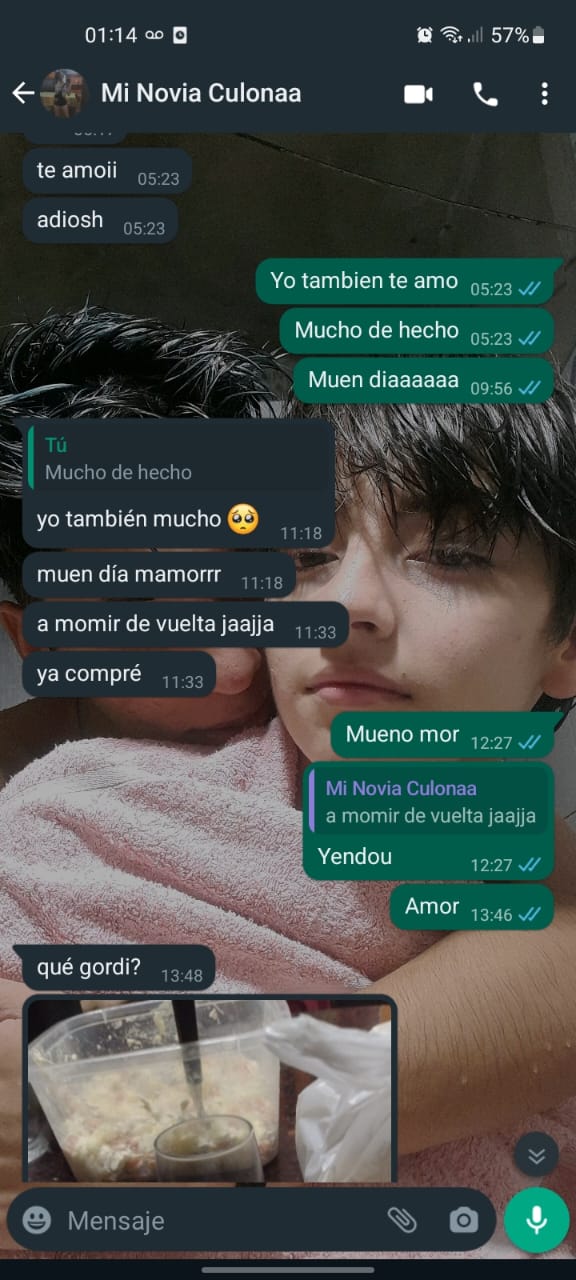 01:14
57%
Mi Novia Culonaa
te amoii 05:23
adiosh 05:23
Yo tambien te amo 05:23
Mucho de hecho 05:23
Muen diaaaaaa 09:56
Tú
Mucho de hecho
yo también mucho 🥺 11:18
muen día mamorrr 11:18
a momir de vuelta jaajja 11:33
ya compré 11:33
Mueno mor 12:27
Mi Novia Culonaa
a momir de vuelta jaajja
Yendou 12:27
Amor 13:46
qué gordi? 13:48
Mensaje